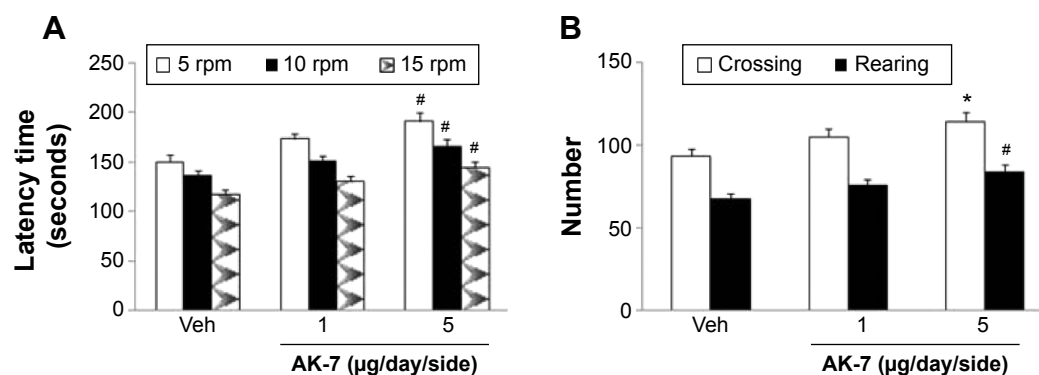 A
5 rpm 10 rpm 15 rpm
250
200
150
100
50
0
Latency time
(seconds)
# # #
Veh 1 5
AK-7 (µg/day/side)
B
Crossing Rearing
150
100
50
0
Number
* #
Veh 1 5
AK-7 (µg/day/side)